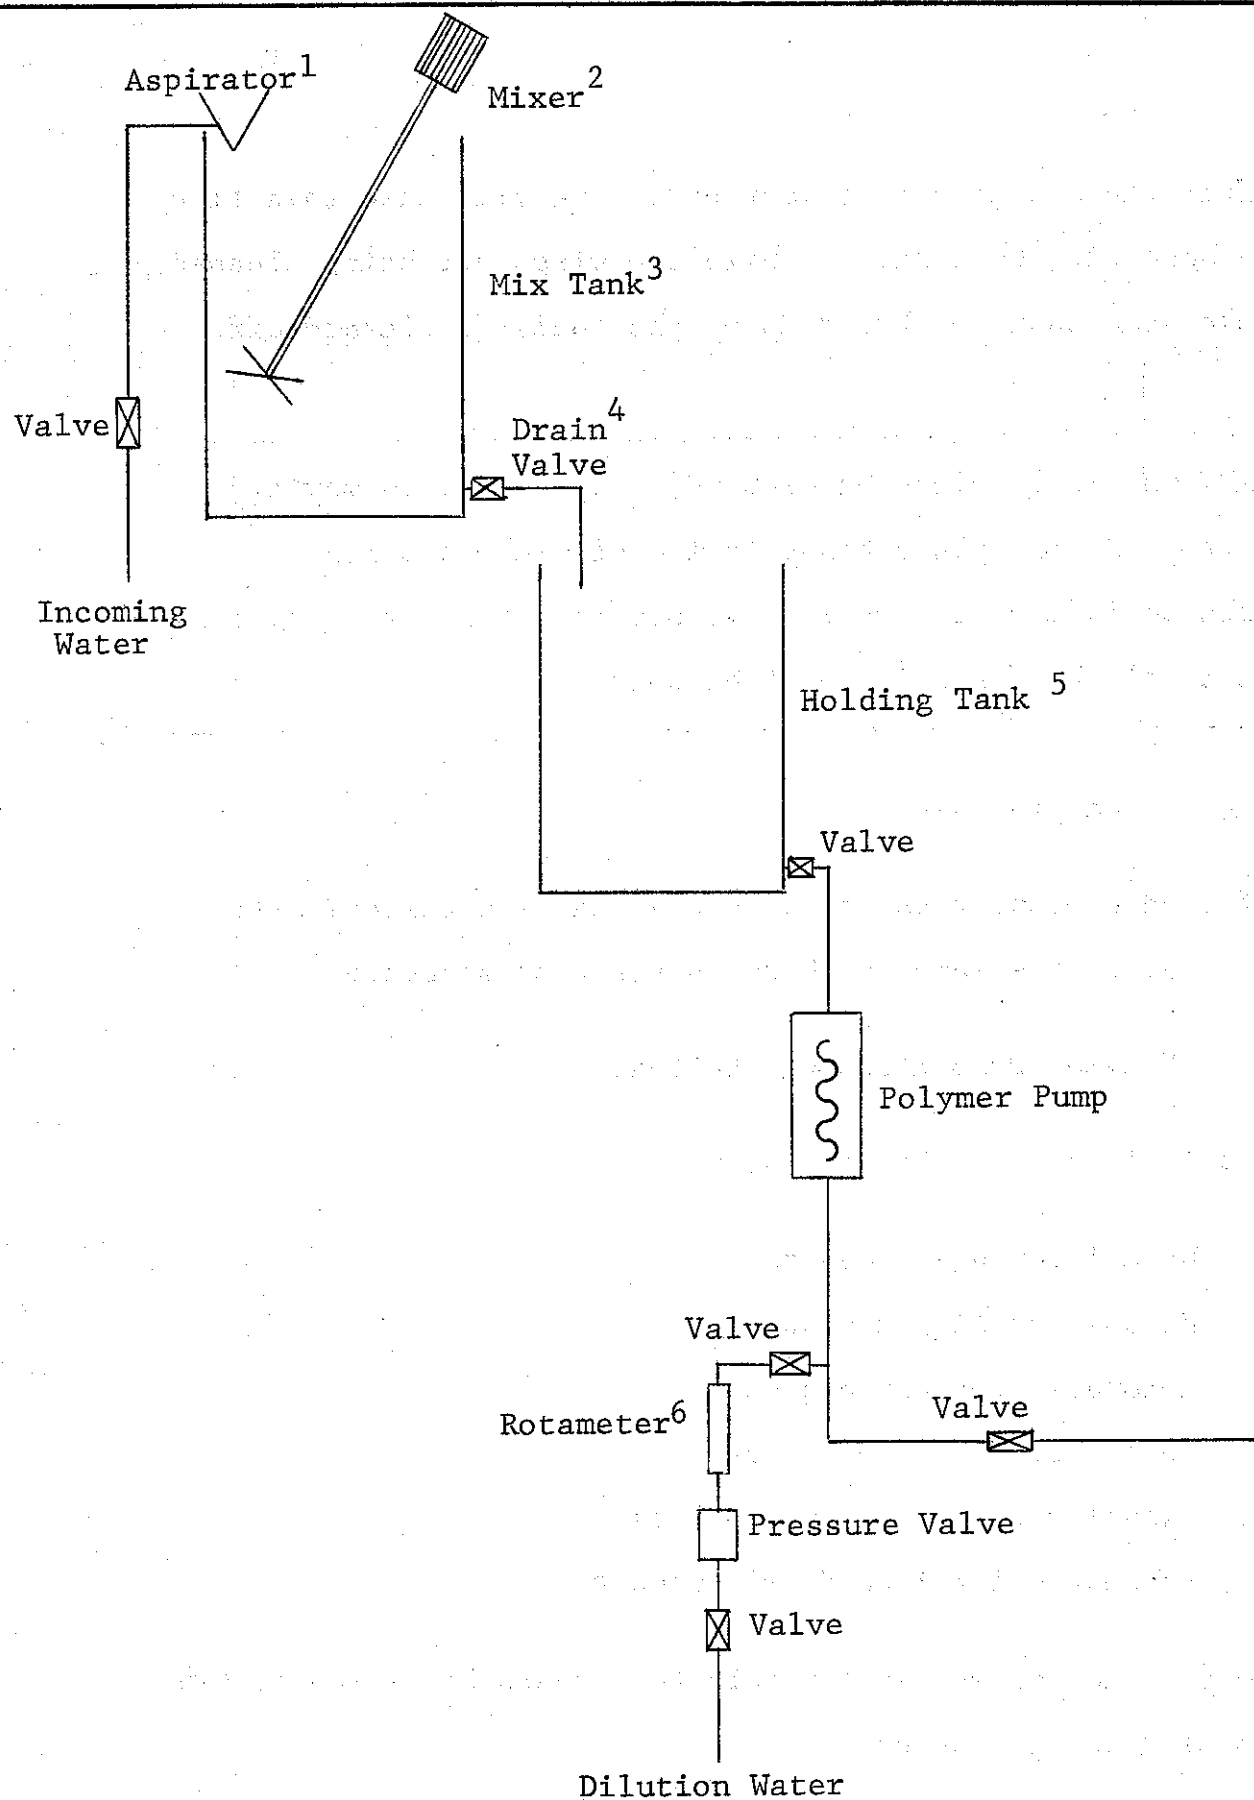 Aspirator1
Mixer2
Mix Tank3
Valve
Drain4
Valve
Incoming
Water
Holding Tank 5
Valve
Polymer Pump
Valve
Valve
Rotameter6
Pressure Valve
Valve
Dilution Water